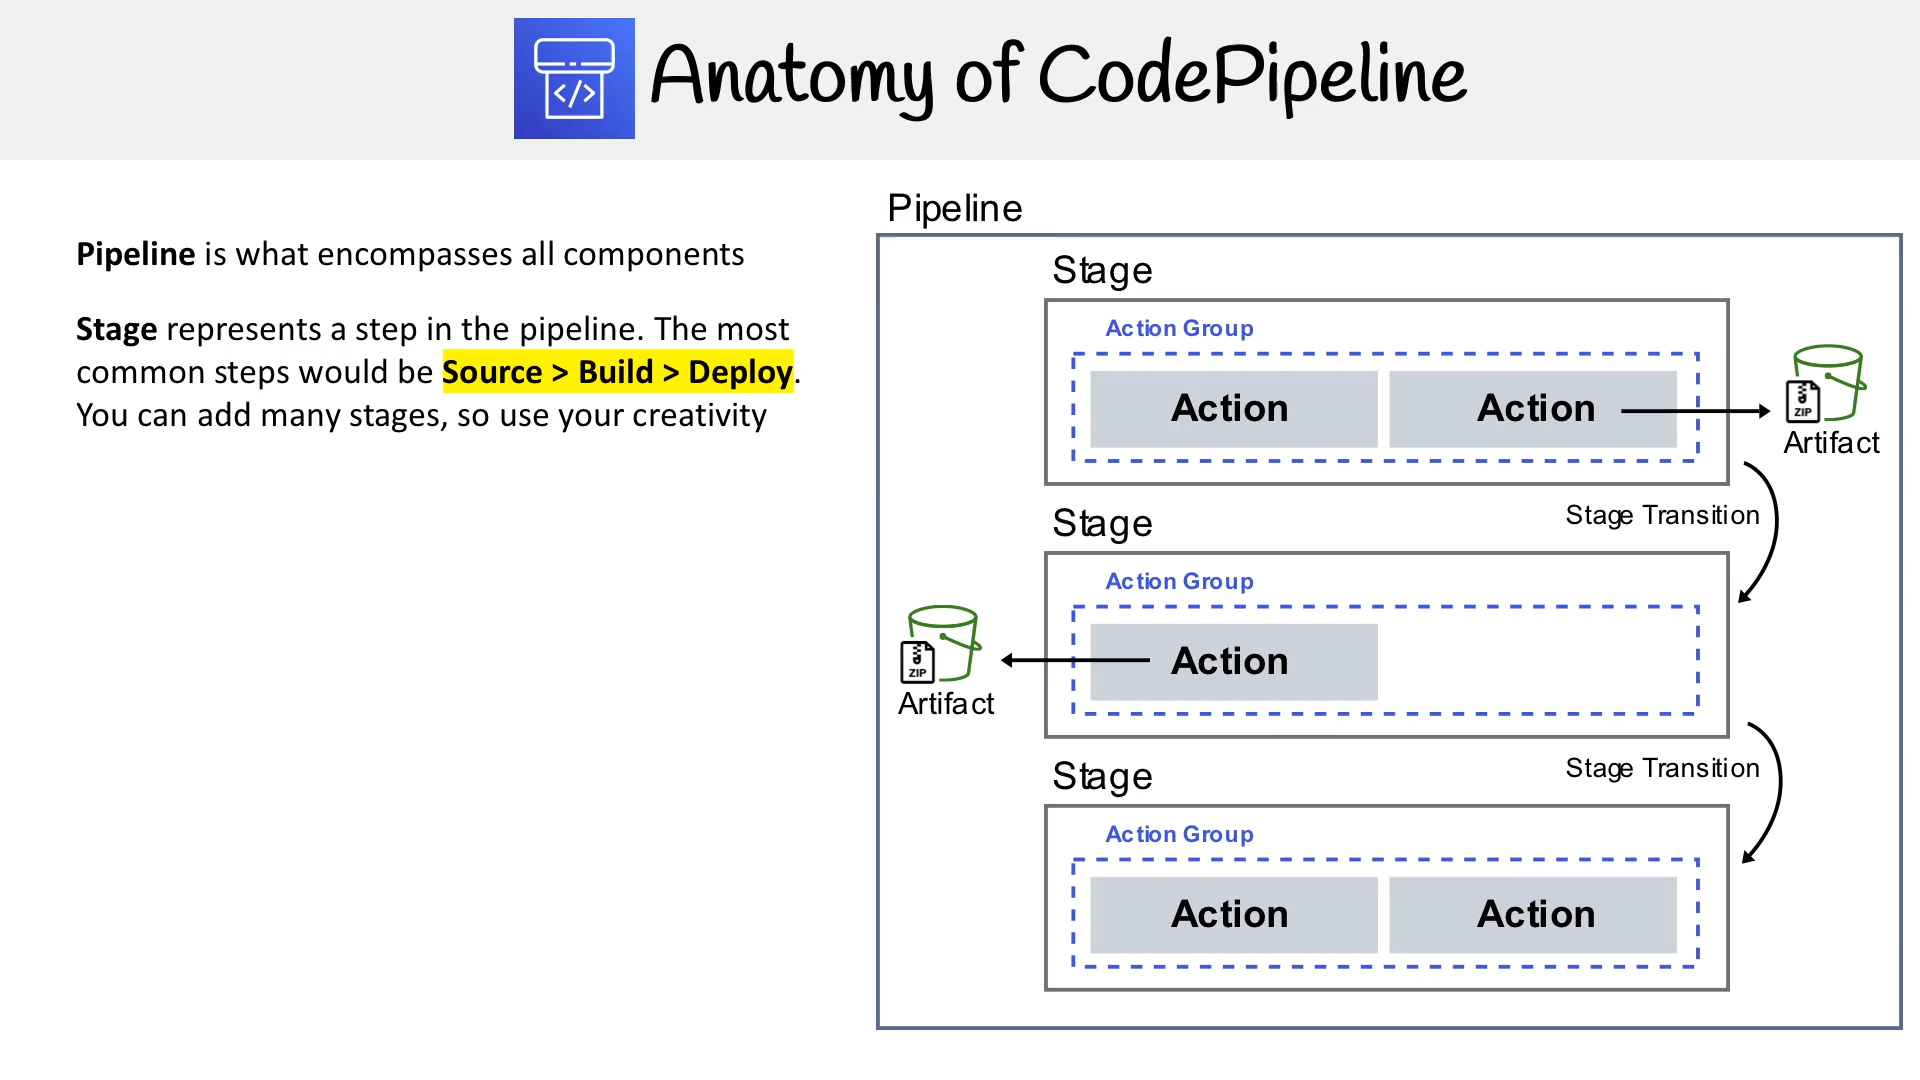 </>
Anatomy of CodePipeline
Pipeline is what encompasses all components
Stage represents a step in the pipeline. The most
common steps would be Source > Build > Deploy.
You can add many stages, so use your creativity
Pipeline
Stage
Action Group
Action
Action
ZIP
Artifact
Stage Transition
Stage
Action Group
Action
ZIP
Artifact
Stage Transition
Stage
Action Group
Action
Action